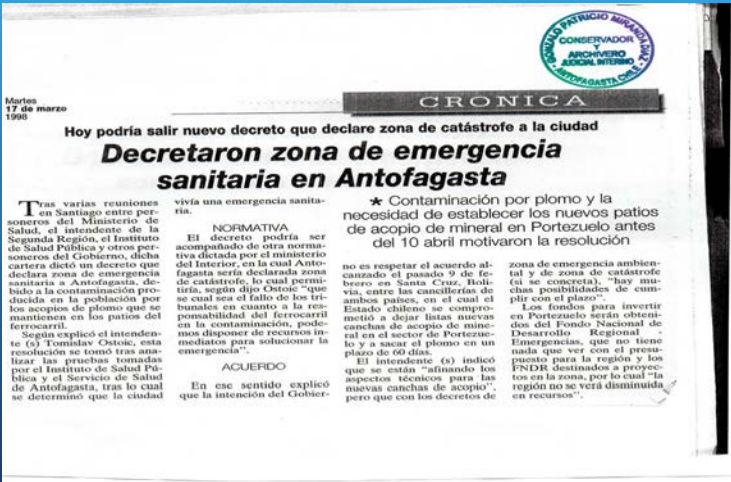 GONZALO PATRICIO MIRANDA DIAZ
CONSERVADOR
Y
ARCHIVERO
JUDICIAL INTERINO
ANTOFAGASTA CHILE
Martes
17 de marzo
1998
CRONICA
Hoy podría salir nuevo decreto que declare zona de catástrofe a la ciudad
Decretaron zona de emergencia
sanitaria en Antofagasta
Tras varias reuniones
en Santiago entre per-
soneros del Ministerio de
Salud, el intendente de la
Segunda Región, el Instituto
de Salud Pública y otros per-
soneros del Gobierno, dicha
cartera dictó un decreto que
declara zona de emergencia
sanitaria a Antofagasta, de-
bido a la contaminación pro-
ducida en la población por
los acopios de plomo que se
mantienen en los patios del
ferrocarril.
Según explicó el intenden-
te (s) Tomislav Ostoic, esta
resolución se tomó tras ana-
lizar las pruebas tomadas
por el Instituto de Salud Pú-
blica y el Servicio de Salud
de Antofagasta, tras lo cual
se determinó que la ciudad
vivía una emergencia sanita-
ria.
NORMATIVA
El decreto podría ser
acompañado de otra norma-
tiva dictada por el ministerio
del Interior, en la cual Anto-
fagasta sería declarada zona
de catástrofe, lo cual permi-
tiría, según dijo Ostoic "que
se cual sea el fallo de los tri-
bunales en cuanto a la res-
ponsabilidad del ferrocarril
en la contaminación, pode-
mos disponer de recursos in-
mediatos para solucionar la
emergencia".
ACUERDO
En ese sentido explicó
que la intención del Gobier-
★ Contaminación por plomo y la
necesidad de establecer los nuevos patios
de acopio de mineral en Portezuelo antes
del 10 abril motivaron la resolución
no es respetar el acuerdo al-
canzado el pasado 9 de fe-
brero en Santa Cruz, Boli-
via, entre las cancillerías de
ambos países, en el cual el
Estado chileno se compro-
metió a dejar listas nuevas
canchas de acopio de mine-
ral en el sector de Portezue-
lo y a sacar el plomo en un
plazo de 60 días.
El intendente (s) indicó
que se están "afinando los
aspectos técnicos para las
nuevas canchas de acopio",
pero que con los decretos de
zona de emergencia ambien-
tal y de zona de catástrofe
(si se concreta), "hay mu-
chas posibilidades de cum-
plir con el plazo".
Los fondos para invertir
en Portezuelo serán obteni-
dos del Fondo Nacional de
Desarrollo Regional -
Emergencias, que no tiene
nada que ver con el presu-
puesto para la región y los
FNDR destinados a proyec-
tos en la zona, por lo cual "la
región no se verá disminuida
en recursos".